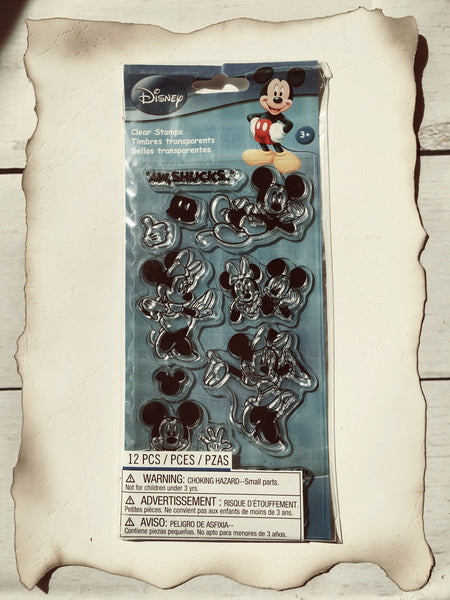 Disney
Clear Stamps
Timbres transparents
Sellos transparentes
3+
"AW, SHUCKS."
12 PCS / PCES / PZAS
WARNING: CHOKING HAZARD--Small parts.
Not for children under 3 yrs.
ADVERTISSEMENT : RISQUE D'ÉTOUFFEMENT.
Petites pièces. Ne convient pas aux enfants de moins de 3 ans.
AVISO: PELIGRO DE ASFIXIA--
Contiene piezas pequeñas. No apto para menores de 3 años.